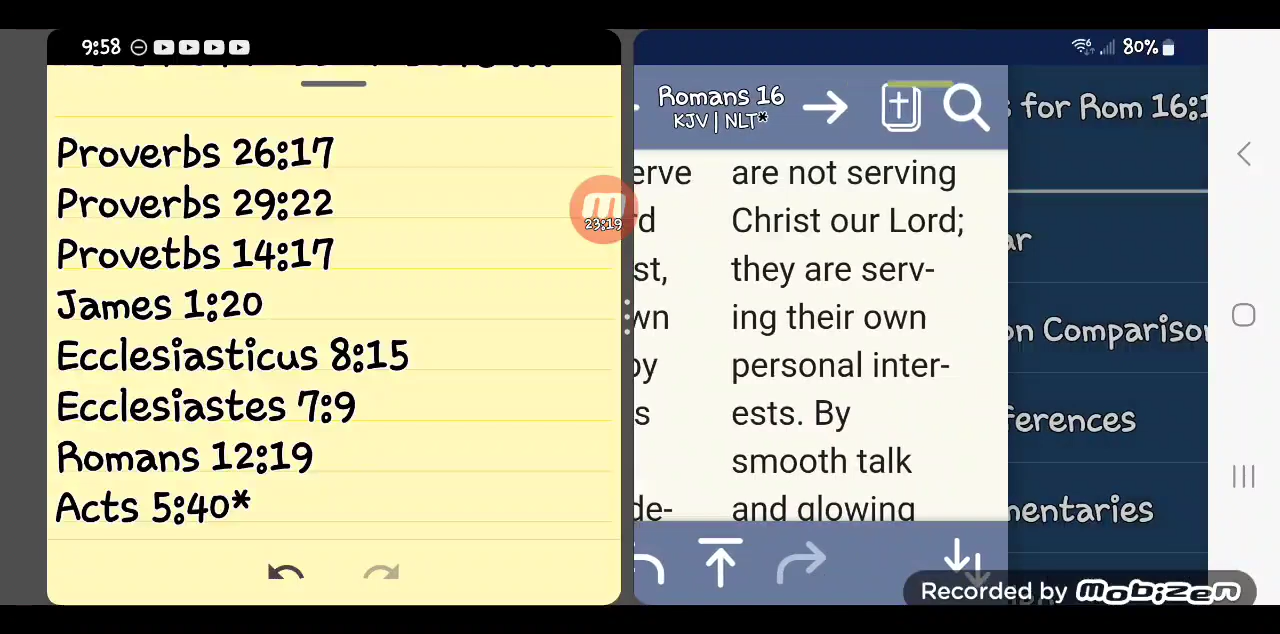 9:58
80%
Proverbs 26:17
Proverbs 29:22
Provetbs 14:17
James 1:20
Ecclesiasticus 8:15
Ecclesiastes 7:9
Romans 12:19
Acts 5:40*
23:19
Romans 16
KJV | NLT*
erve
rd
st,
wn
by
s
de-
are not serving
Christ our Lord;
they are serv-
ing their own
personal inter-
ests. By
smooth talk
and glowing
for Rom 16:1
ar
on Comparison
ferences
mentaries
Recorded by Mobizen